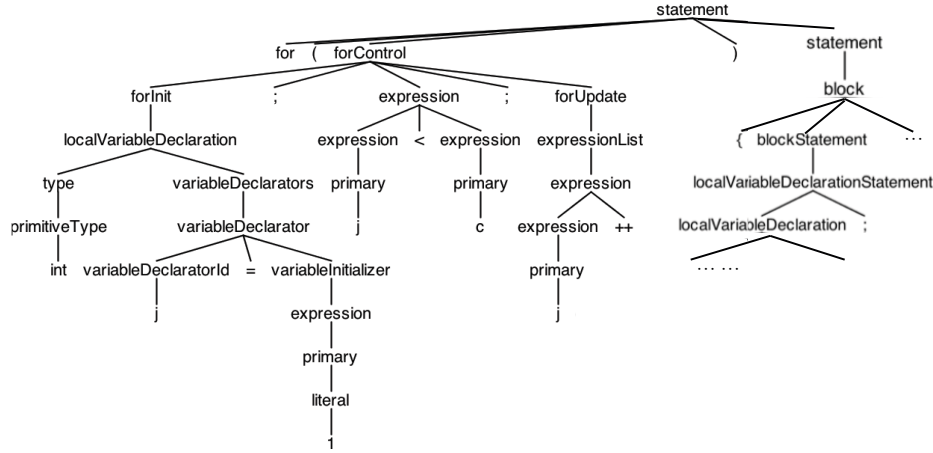 statement
for ( forControl ) statement
forInit ; expression ; forUpdate block
localVariableDeclaration expression < expression expressionList { blockStatement ...
type variableDeclarators primary primary expression localVariableDeclarationStatement
primitiveType variableDeclarator j c expression ++ localVariableDeclaration ;
int variableDeclaratorId = variableInitializer primary ... ...
j expression j
primary
literal
1